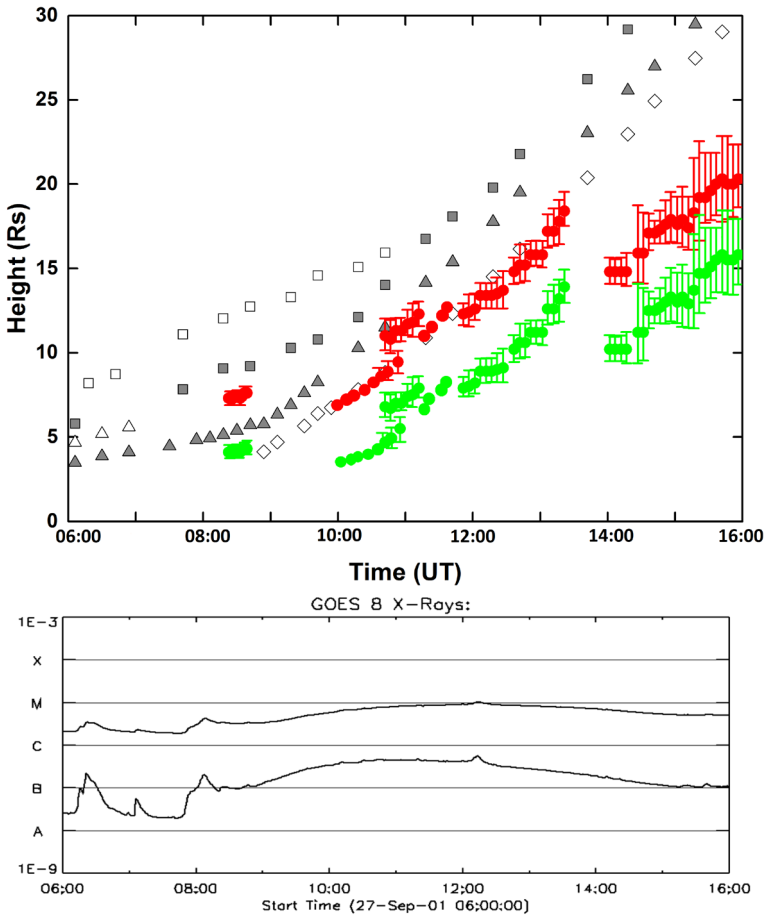 30
25
20
15
10
5
0
Height (Rs)
06:00 08:00 10:00 12:00 14:00 16:00
Time (UT)
GOES 8 X-Rays:
1E-3
X
M
C
B
A
1E-9
06:00 08:00 10:00 12:00 14:00 16:00
Start Time (27-Sep-01 06:00:00)